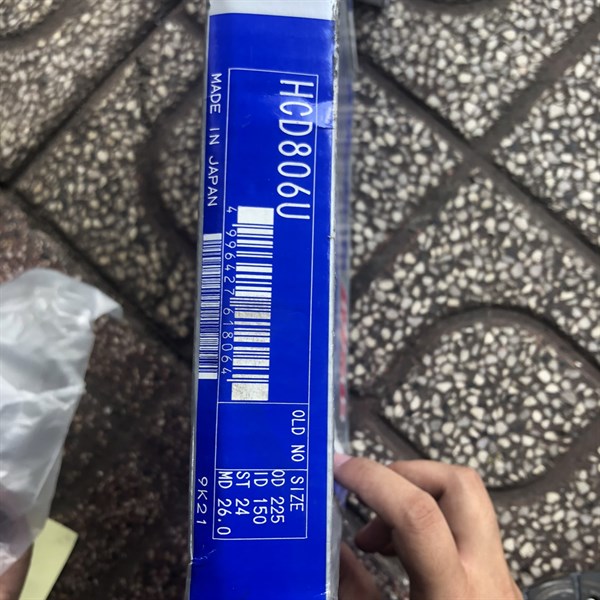 HCD806U
4 996427 618064
MADE IN JAPAN
OLD NO
SIZE
OD 225
ID 150
ST 24
MD 26.0
9K21